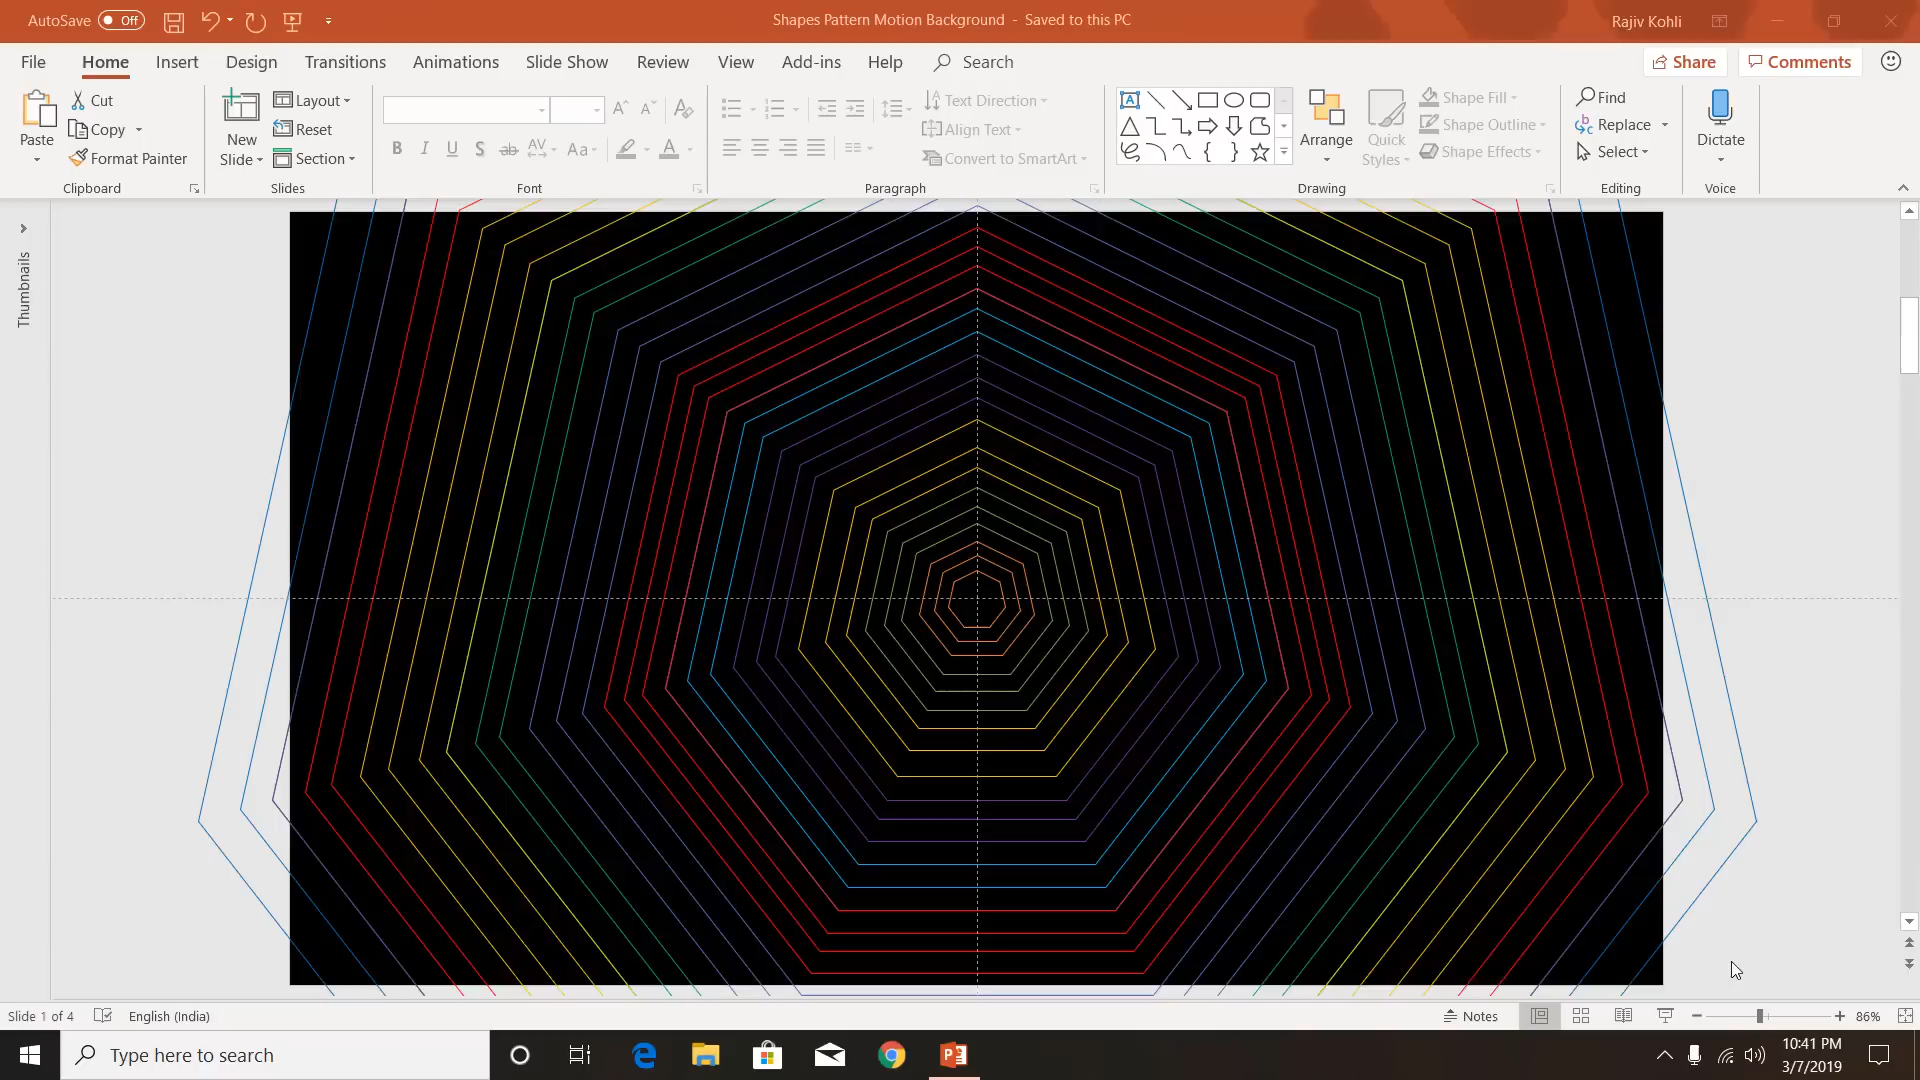 AutoSave Off
Shapes Pattern Motion Background - Saved to this PC
Rajiv Kohli
File Home Insert Design Transitions Animations Slide Show Review View Add-ins Help Search
Share Comments
Paste
Cut
Copy
Format Painter
Clipboard
New
Slide
Layout
Reset
Section
Slides
B I U S ab AV Aa A
Font
Text Direction
Align Text
Convert to SmartArt
Paragraph
A
Arrange
Quick
Styles
Shape Fill
Shape Outline
Shape Effects
Drawing
Find
Replace
Select
Editing
Dictate
Voice
Thumbnails
Slide 1 of 4 English (India)
Notes 86%
Type here to search
10:41 PM
3/7/2019